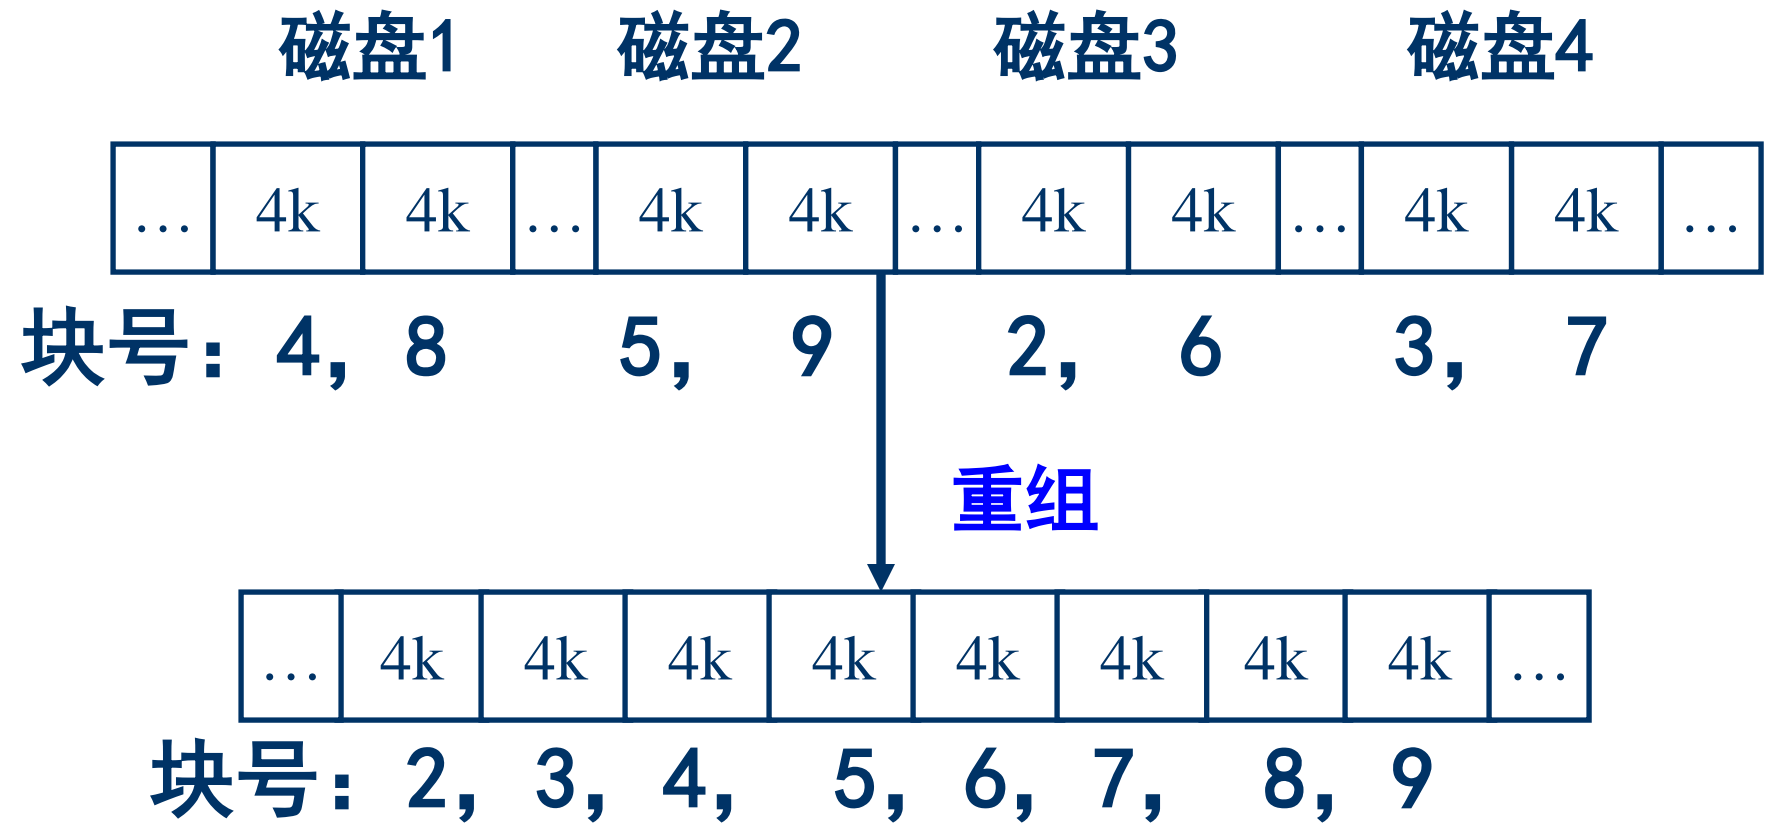 磁盘1 磁盘2 磁盘3 磁盘4
… 4k 4k … 4k 4k … 4k 4k … 4k 4k …
块号：4，8 5，9 2，6 3，7
重组
… 4k 4k 4k 4k 4k 4k 4k 4k …
块号：2，3，4，5，6，7，8，9